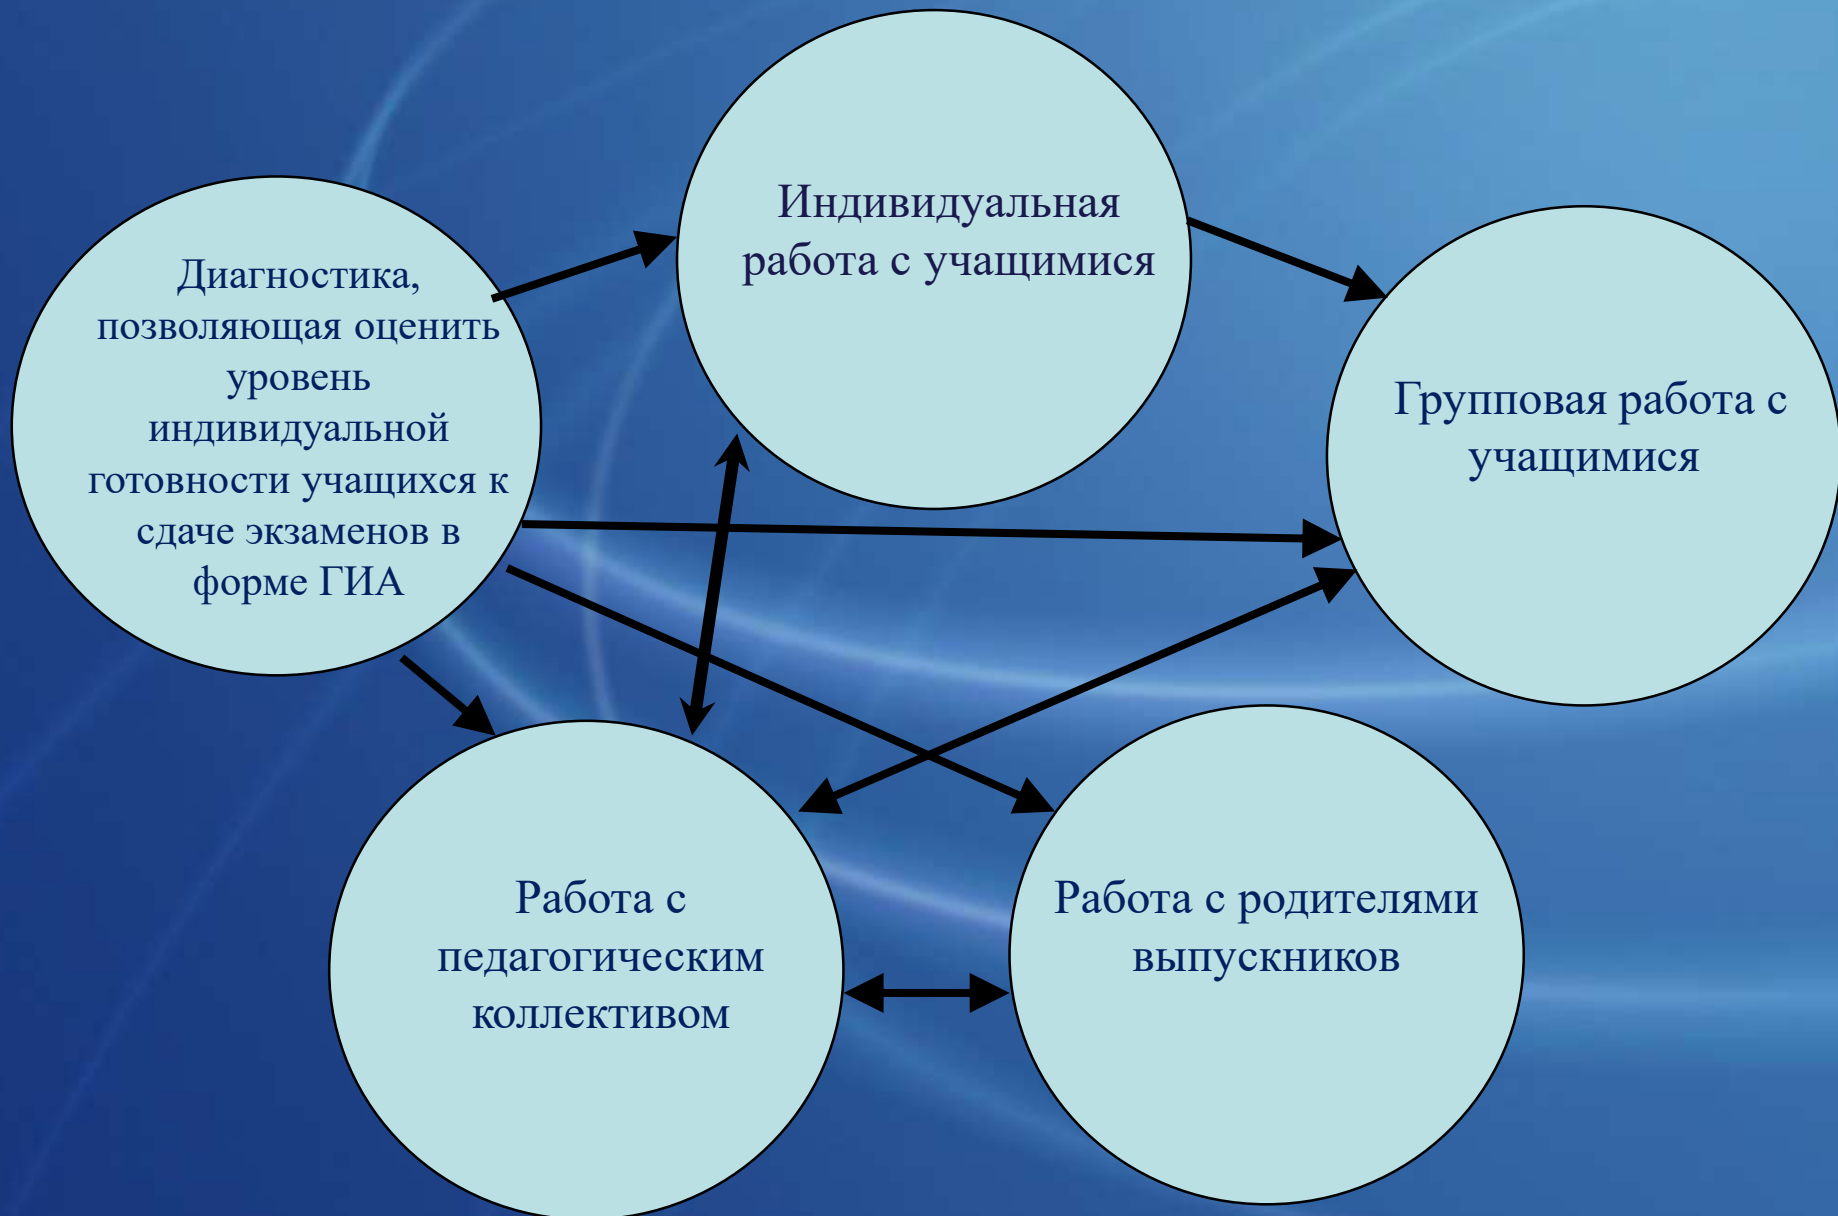 Диагностика,
позволяющая оценить
уровень
индивидуальной
готовности учащихся к
сдаче экзаменов в
форме ГИА
Индивидуальная
работа с учащимися
Групповая работа с
учащимися
Работа с
педагогическим
коллективом
Работа с родителями
выпускников